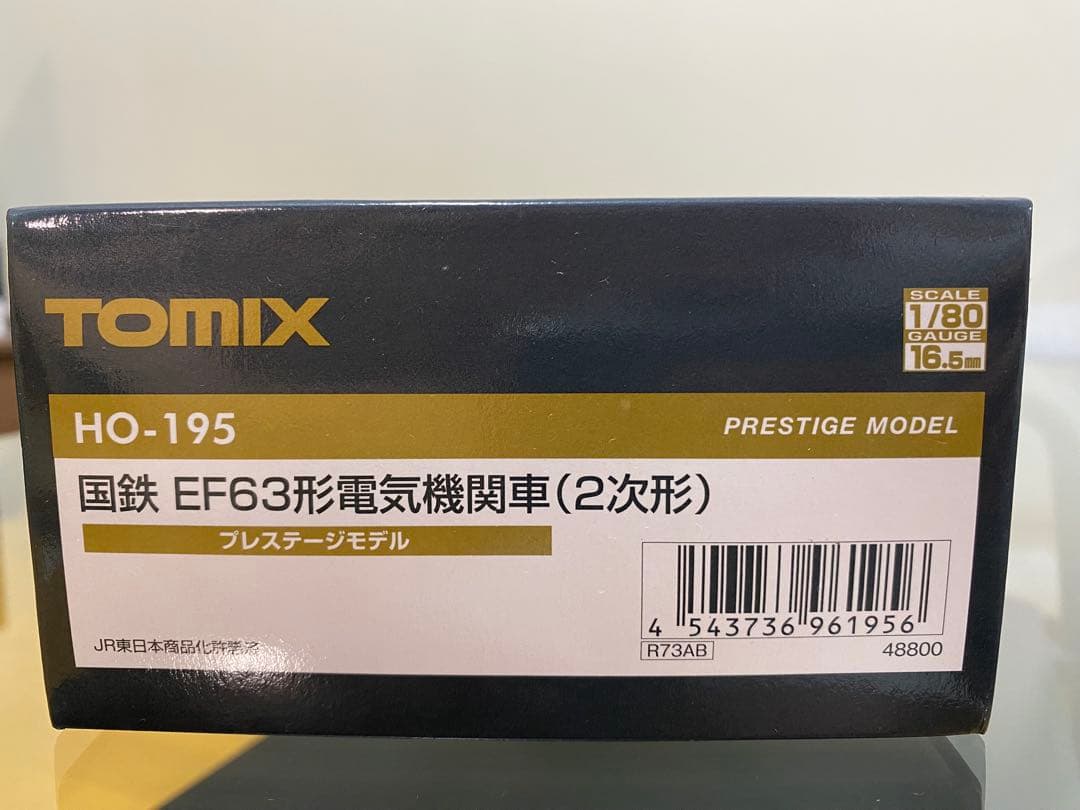 TOMIX
SCALE
1/80
GAUGE
16.5mm
HO-195
PRESTIGE MODEL
国鉄 EF63形電気機関車(2次形)
プレステージモデル
4 543736 961956
R73AB
48800
JR東日本商品化許諾済